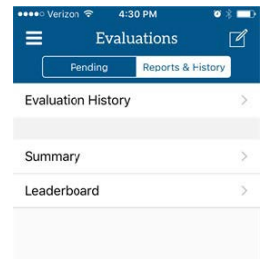 Verizon 4:30 PM
Evaluations
Pending Reports & History
Evaluation History
Summary
Leaderboard